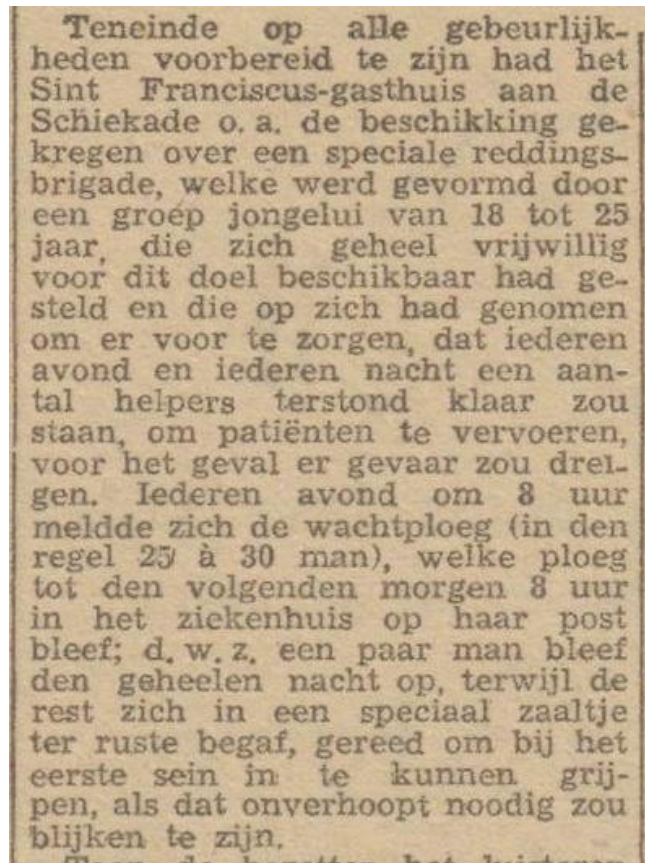 Teneinde op alle gebeurlijk-
heden voorbereid te zijn had het
Sint Franciscus-gasthuis aan de
Schiekade o. a. de beschikking ge-
kregen over een speciale reddings-
brigade, welke werd gevormd door
een groep jongelui van 18 tot 25
jaar, die zich geheel vrijwillig
voor dit doel beschikbaar had ge-
steld en die op zich had genomen
om er voor te zorgen, dat iederen
avond en iederen nacht een aan-
tal helpers terstond klaar zou
staan, om patiënten te vervoeren,
voor het geval er gevaar zou drei-
gen. Iederen avond om 8 uur
meldde zich de wachtploeg (in den
regel 25 à 30 man), welke ploeg
tot den volgenden morgen 8 uur
in het ziekenhuis op haar post
bleef; d. w. z. een paar man bleef
den geheelen nacht op, terwijl de
rest zich in een speciaal zaaltje
ter ruste begaf, gereed om bij het
eerste sein in te kunnen grij-
pen, als dat onverhoopt noodig zou
blijken te zijn.